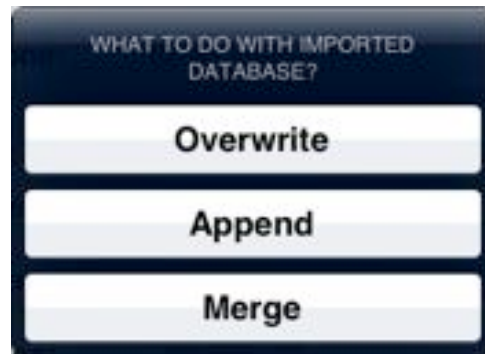 WHAT TO DO WITH IMPORTED
DATABASE?
Overwrite
Append
Merge